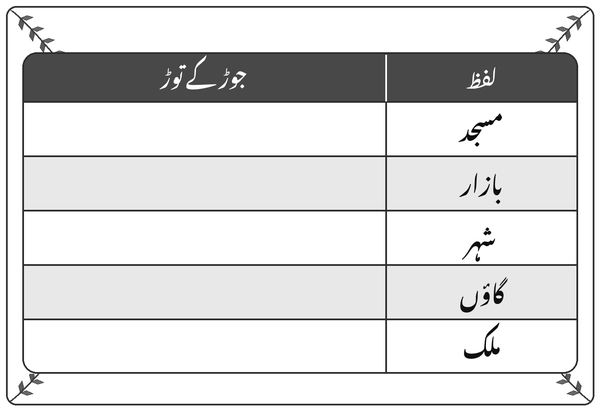 لفظ جوڑ کے توڑ
مسجد
بازار
شہر
گاؤں
ملک